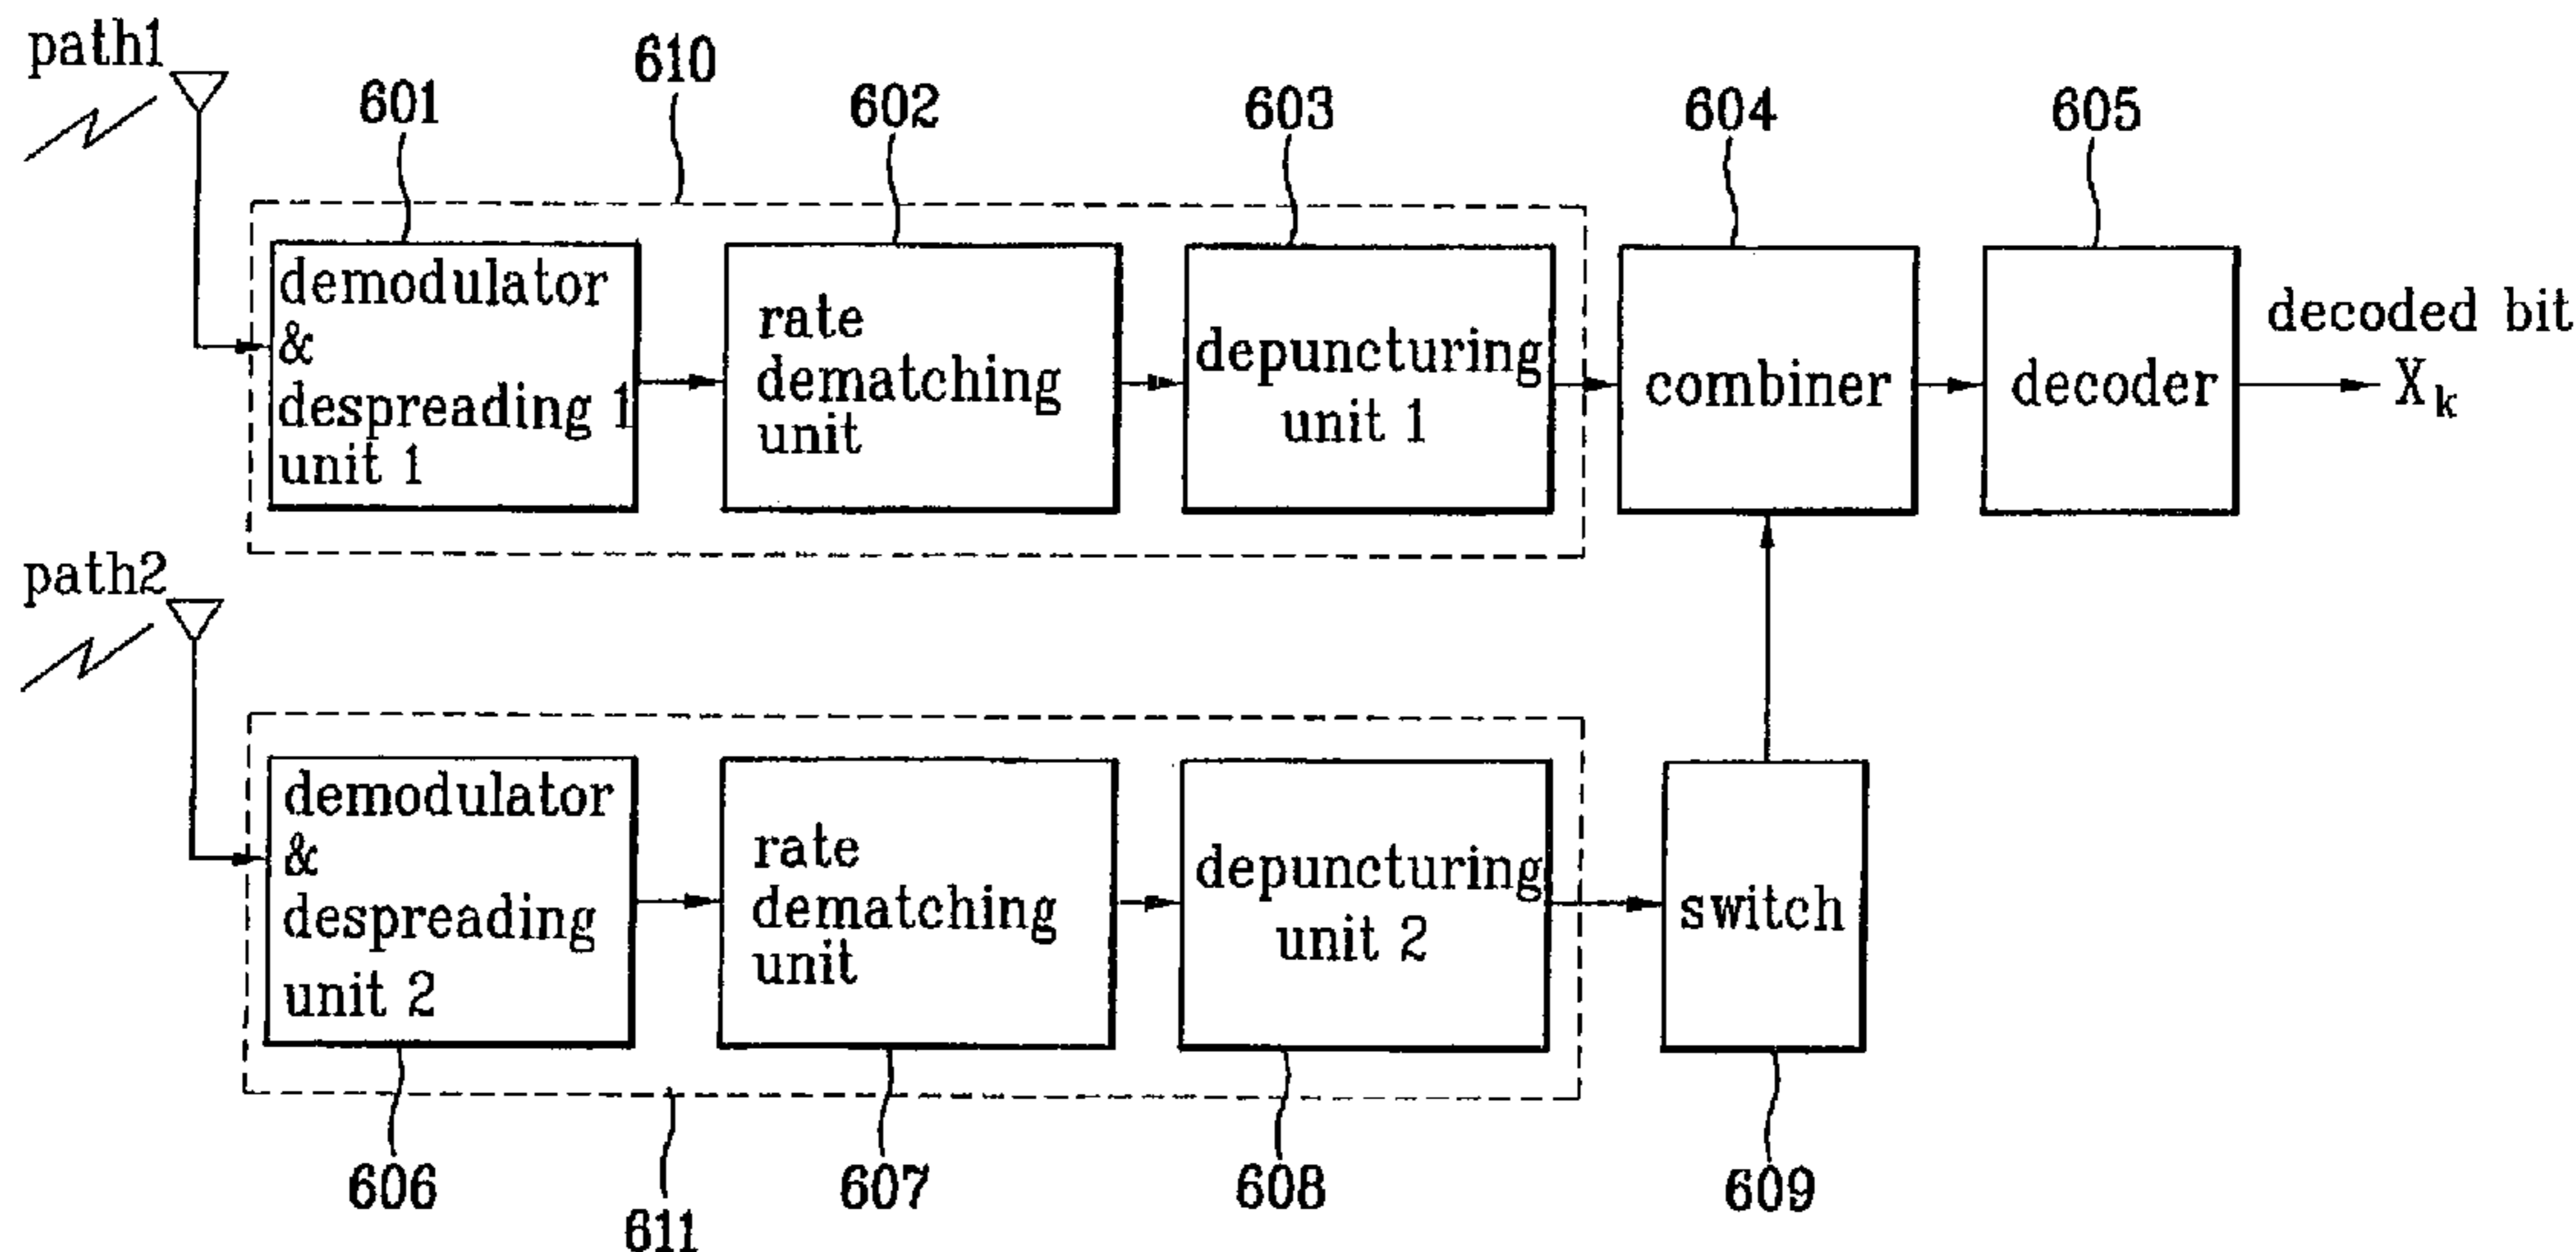 path1
610
601
602
603
604
605
demodulator
&
despreading 1
unit 1
rate
dematching
unit
depuncturing
unit 1
combiner
decoder
decoded bit
Xk
path2
demodulator
&
despreading
unit 2
rate
dematching
unit
depuncturing
unit 2
switch
606
611
607
608
609